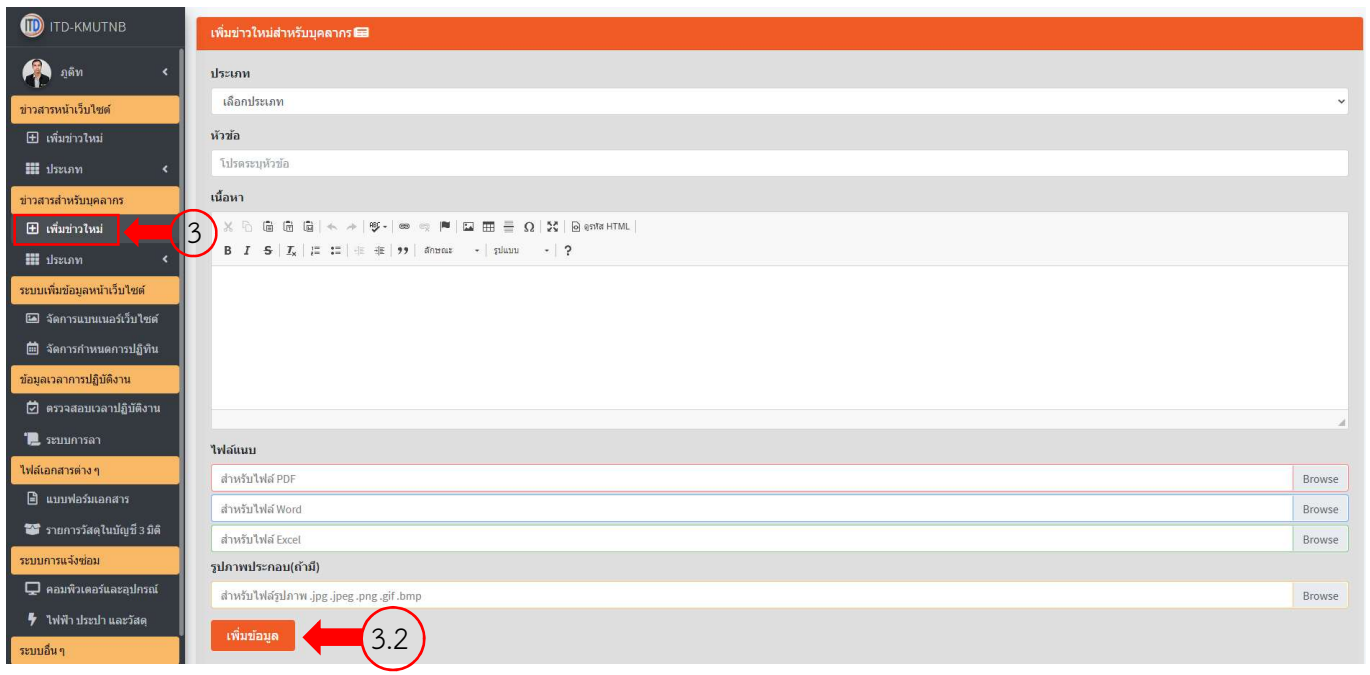 ITD-KMUTNB
ภูดิท
ข่าวสารหน้าเว็บไซต์
เพิ่มข่าวใหม่
ประเภท
ข่าวสารสำหรับบุคลากร
เพิ่มข่าวใหม่
3
ประเภท
ระบบเพิ่มข้อมูลหน้าเว็บไซต์
จัดการแบนเนอร์เว็บไซต์
จัดการกำหนดการปฏิทิน
ข้อมูลเวลาการปฏิบัติงาน
ตรวจสอบเวลาปฏิบัติงาน
ระบบการลา
ไฟล์เอกสารต่าง ๆ
แบบฟอร์มเอกสาร
รายการวัสดุในบัญชี 3 มิติ
ระบบการแจ้งซ่อม
คอมพิวเตอร์และอุปกรณ์
ไฟฟ้า ประปา และวัสดุ
ระบบอื่น ๆ
เพิ่มข่าวใหม่สำหรับบุคลากร
ประเภท
เลือกประเภท
หัวข้อ
โปรดระบุหัวข้อ
เนื้อหา
ดูรหัส HTML
B I S Ix ลักษณะ รูปแบบ ?
ไฟล์แนบ
สำหรับไฟล์ PDF Browse
สำหรับไฟล์ Word Browse
สำหรับไฟล์ Excel Browse
รูปภาพประกอบ(ถ้ามี)
สำหรับไฟล์รูปภาพ .jpg .jpeg .png .gif .bmp Browse
เพิ่มข้อมูล 3.2